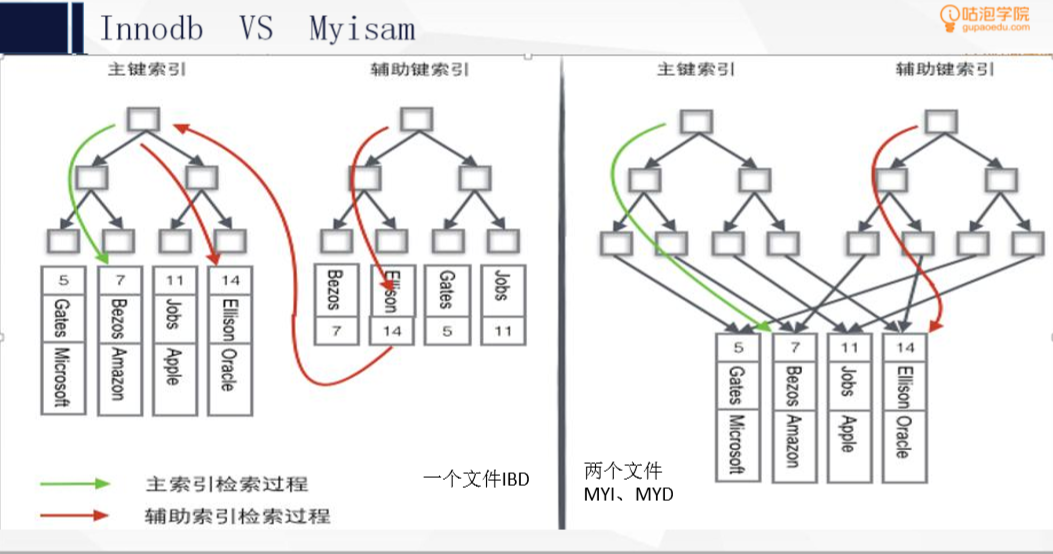 Innodb VS Myisam
咕泡学院
gupaoedu.com
主键索引
辅助键索引
5
7
11
14
Gates
Bezos
Jobs
Ellison
Microsoft
Amazon
Apple
Oracle
Bezos
Ellison
Gates
Jobs
7
14
5
11
主索引检索过程
辅助索引检索过程
一个文件IBD
主键索引
辅助键索引
5
7
11
14
Gates
Bezos
Jobs
Ellison
Microsoft
Amazon
Apple
Oracle
两个文件
MYI、MYD